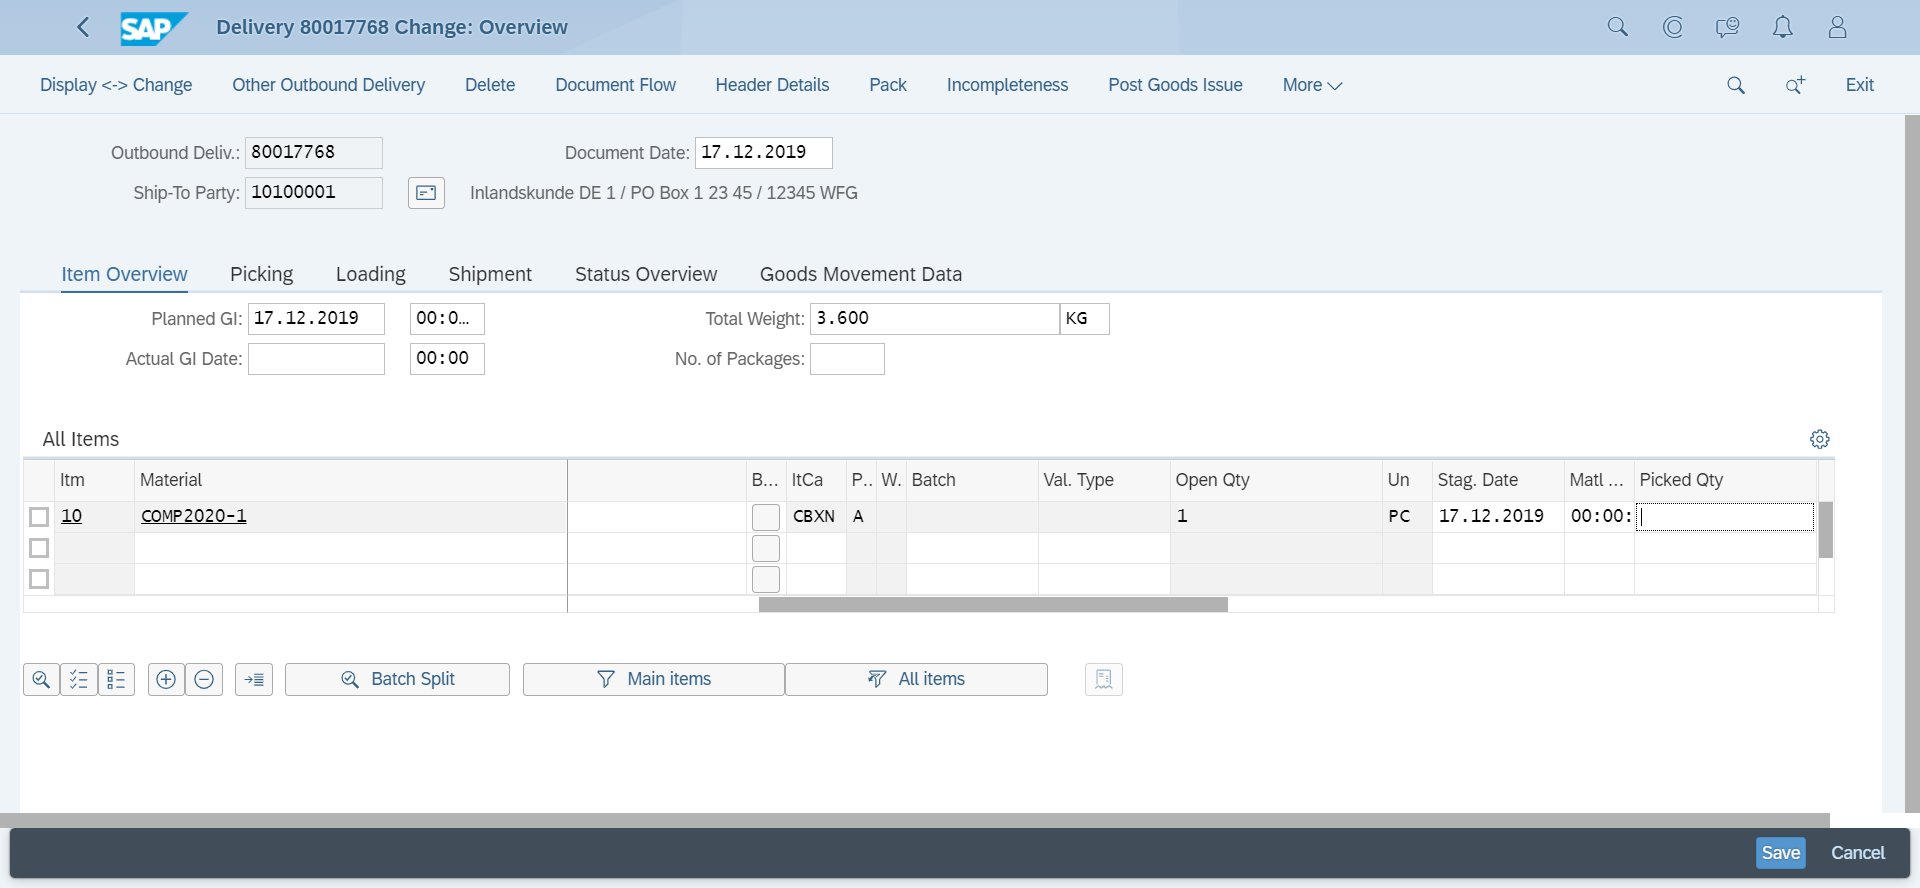 SAP Delivery 80017768 Change: Overview
Display <-> Change Other Outbound Delivery Delete Document Flow Header Details Pack Incompleteness Post Goods Issue More Exit
Outbound Deliv.: 80017768 Document Date: 17.12.2019
Ship-To Party: 10100001 Inlandskunde DE 1 / PO Box 1 23 45 / 12345 WFG
Item Overview Picking Loading Shipment Status Overview Goods Movement Data
Planned GI: 17.12.2019 00:0... Total Weight: 3.600 KG
Actual GI Date: 00:00 No. of Packages:
All Items
Itm Material B... ItCa P.. W. Batch Val. Type Open Qty Un Stag. Date Matl ... Picked Qty
10 COMP2020-1 CBXN A 1 PC 17.12.2019 00:00:
Batch Split Main items All items
Save Cancel